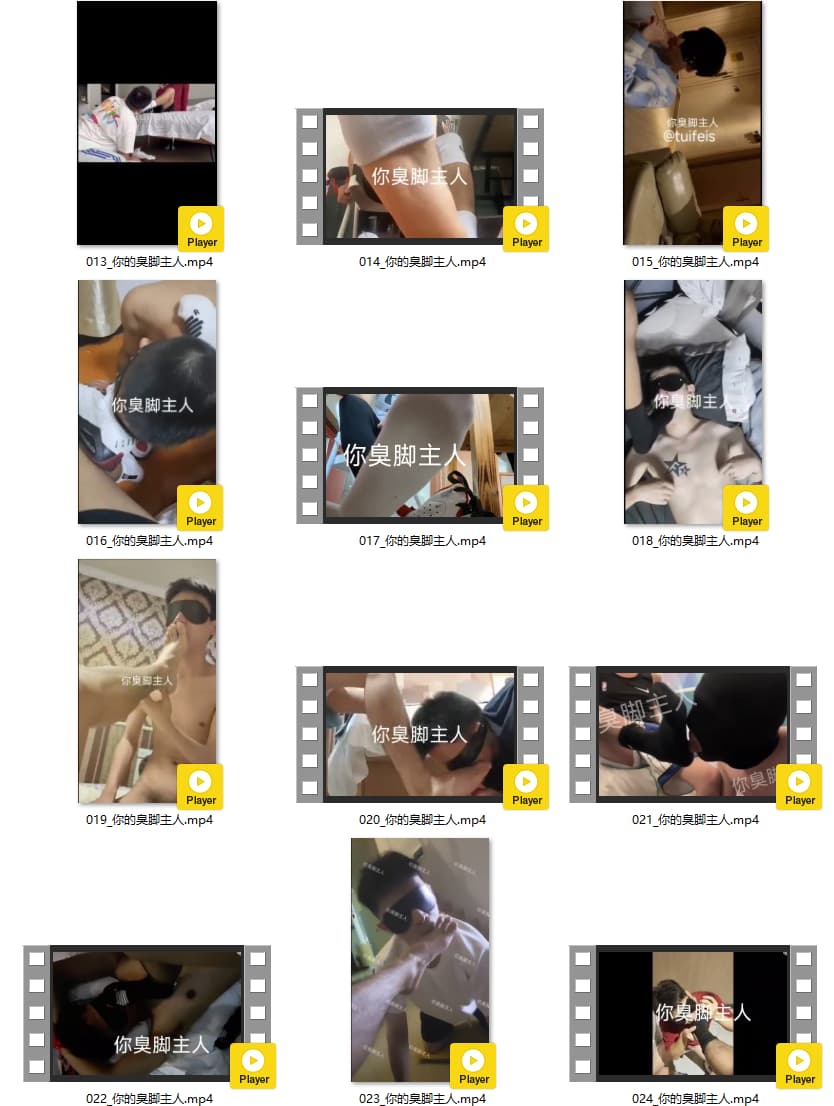 你臭脚主人
你臭脚主人
@tuifeis
Player
Player
Player
013_你的臭脚主人.mp4
014_你的臭脚主人.mp4
015_你的臭脚主人.mp4
你臭脚主人
你臭脚主人
你臭脚主人
Player
Player
Player
016_你的臭脚主人.mp4
017_你的臭脚主人.mp4
018_你的臭脚主人.mp4
你臭脚主人
你臭脚主人
臭脚主人
你臭脚
Player
Player
Player
019_你的臭脚主人.mp4
020_你的臭脚主人.mp4
021_你的臭脚主人.mp4
你臭脚主人
你臭脚主人
Player
Player
Player
022_你的臭脚主人.mp4
023_你的臭脚主人.mp4
024_你的臭脚主人.mp4